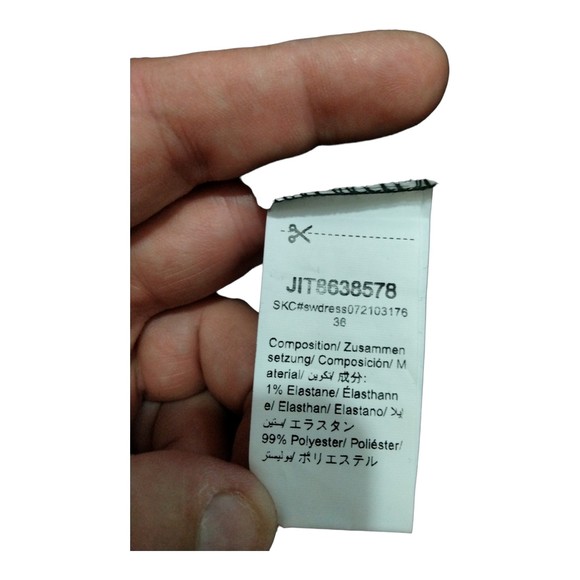 JIT8638578
SKC#swdress072103176
36
Composition/ Zusammen
setzung/ Composición/ M
aterial/ تكوين/ 成分:
1% Elastane/ Élasthann
e/ Elasthan/ Elastano/ إيلا
ستين/ エラスタン
99% Polyester/ Poliéster/
بوليستر/ ポリエステル